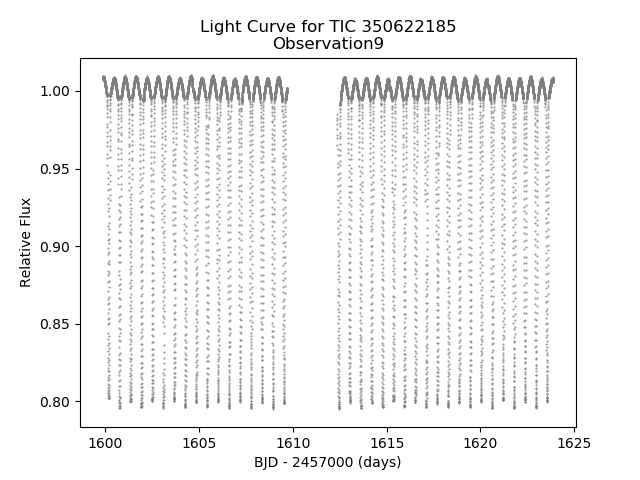 Light Curve for TIC 350622185
Observation9
1.00
0.95
0.90
0.85
0.80
Relative Flux
1600
1605
1610
1615
1620
1625
BJD - 2457000 (days)